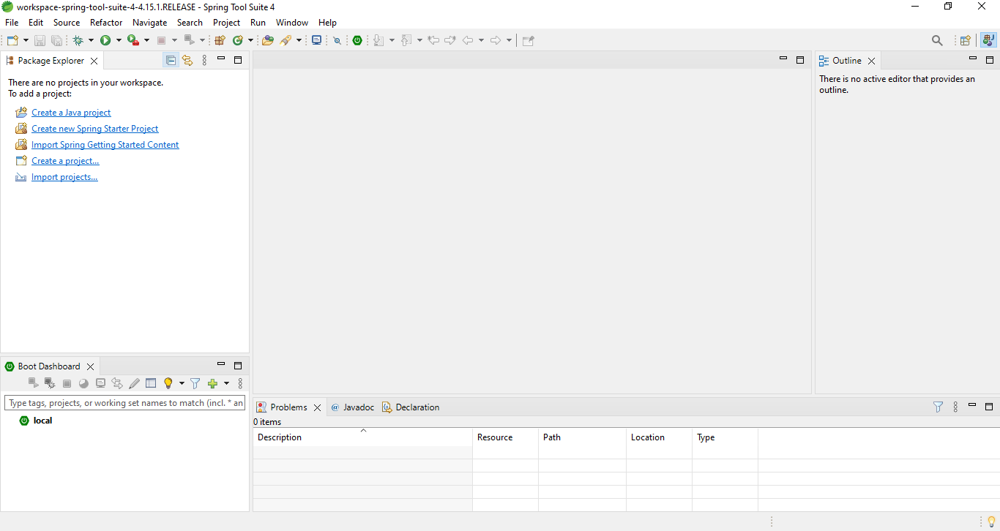 workspace-spring-tool-suite-4-4.15.1.RELEASE - Spring Tool Suite 4
File Edit Source Refactor Navigate Search Project Run Window Help
Package Explorer
There are no projects in your workspace.
To add a project:
Create a Java project
Create new Spring Starter Project
Import Spring Getting Started Content
Create a project...
Import projects...
Outline
There is no active editor that provides an
outline.
Boot Dashboard
Type tags, projects, or working set names to match (incl. * an
local
Problems @ Javadoc Declaration
0 items
Description Resource Path Location Type